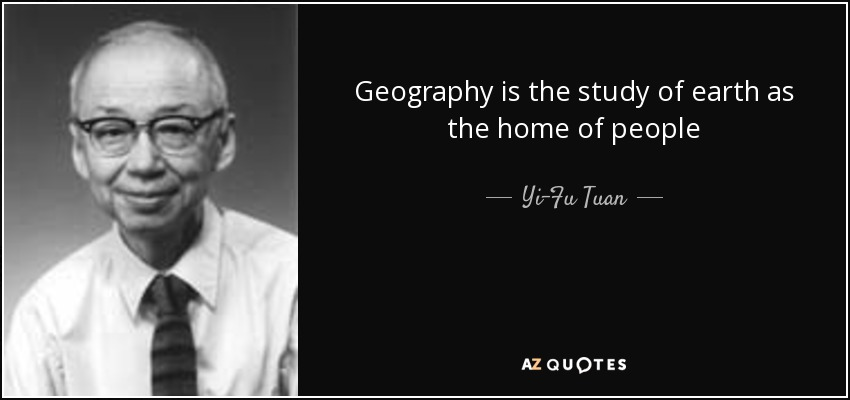 Geography is the study of earth as
the home of people
— Yi-Fu Tuan —
AZ QUOTES